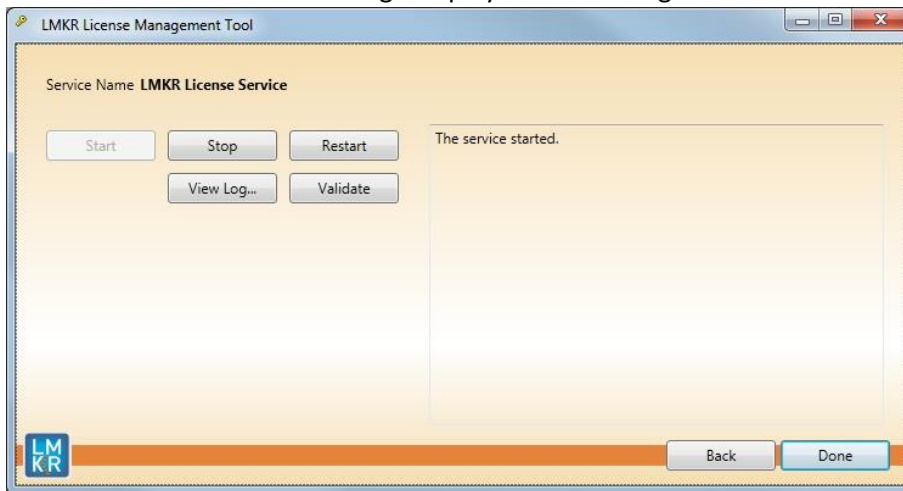 LMKR License Management Tool
Service Name LMKR License Service
Start Stop Restart
The service started.
View Log... Validate
LM
KR
Back Done